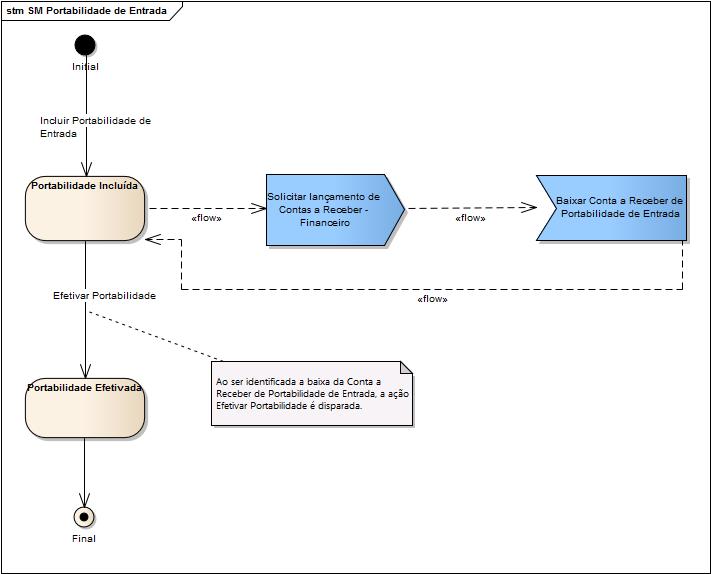 stm SM Portabilidade de Entrada
Initial
Incluir Portabilidade de
Entrada
Portabilidade Incluída
«flow»
Solicitar lançamento de
Contas a Receber -
Financeiro
«flow»
Baixar Conta a Receber de
Portabilidade de Entrada
«flow»
Efetivar Portabilidade
Ao ser identificada a baixa da Conta a
Receber de Portabilidade de Entrada, a ação
Efetivar Portabilidade é disparada.
Portabilidade Efetivada
Final